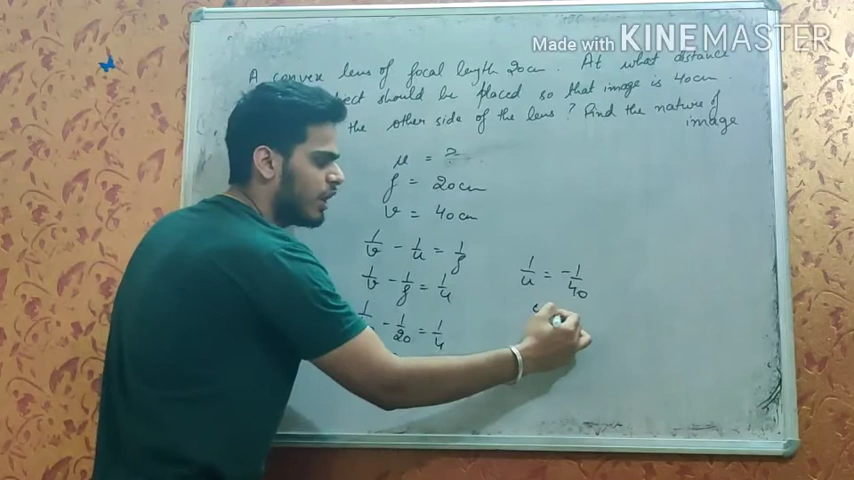 Made with KINEMASTER
A convex lens of focal length 20cm. At what distance
object should be placed so that image is 40cm.
the other side of the lens? Find the nature of
image
u = ?
f = 20cm
v = 40cm
1/v - 1/u = 1/f
1/v - 1/f = 1/u
- 1/20 = 1/u
1/u = -1/40